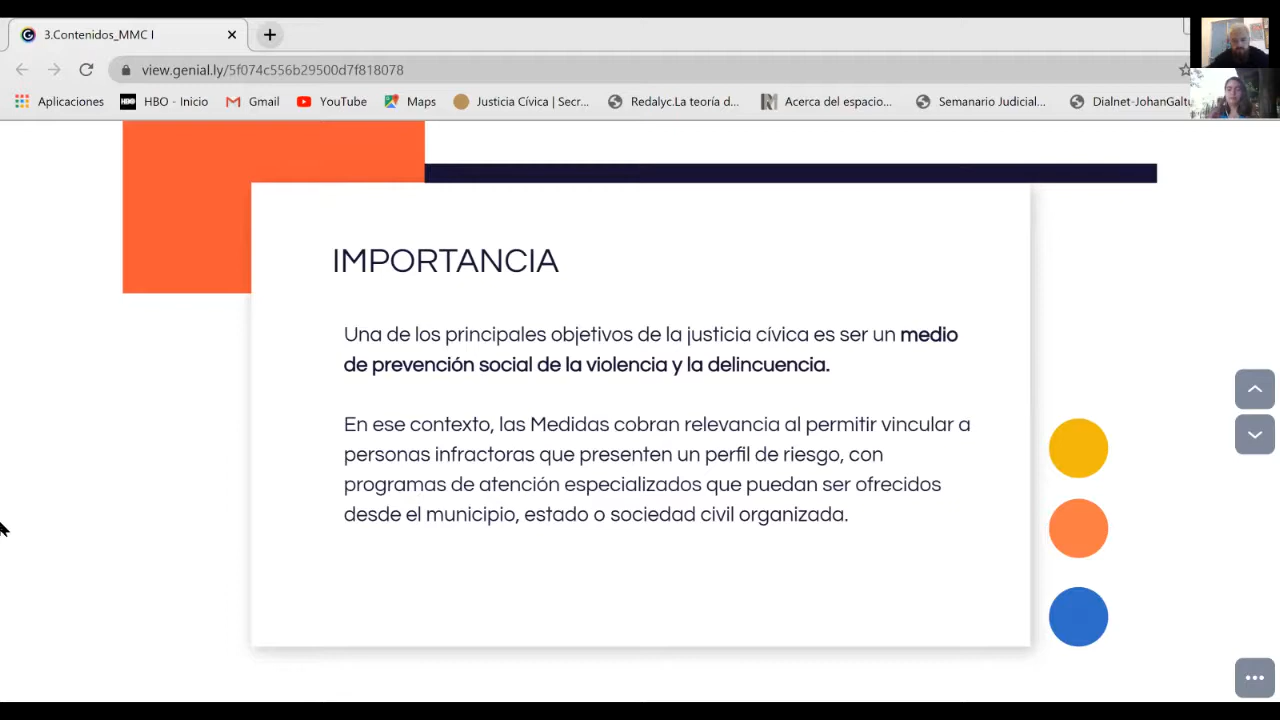 3.Contenidos_MMC I
view.genial.ly/5f074c556b29500d7f818078
Aplicaciones
HBO
HBO - Inicio
Gmail
YouTube
Maps
Justicia Cívica | Secr...
Redalyc.La teoría d...
Acerca del espacio...
Semanario Judicial...
Dialnet-JohanGaltu
IMPORTANCIA
Una de los principales objetivos de la justicia cívica es ser un medio
de prevención social de la violencia y la delincuencia.
En ese contexto, las Medidas cobran relevancia al permitir vincular a
personas infractoras que presenten un perfil de riesgo, con
programas de atención especializados que puedan ser ofrecidos
desde el municipio, estado o sociedad civil organizada.